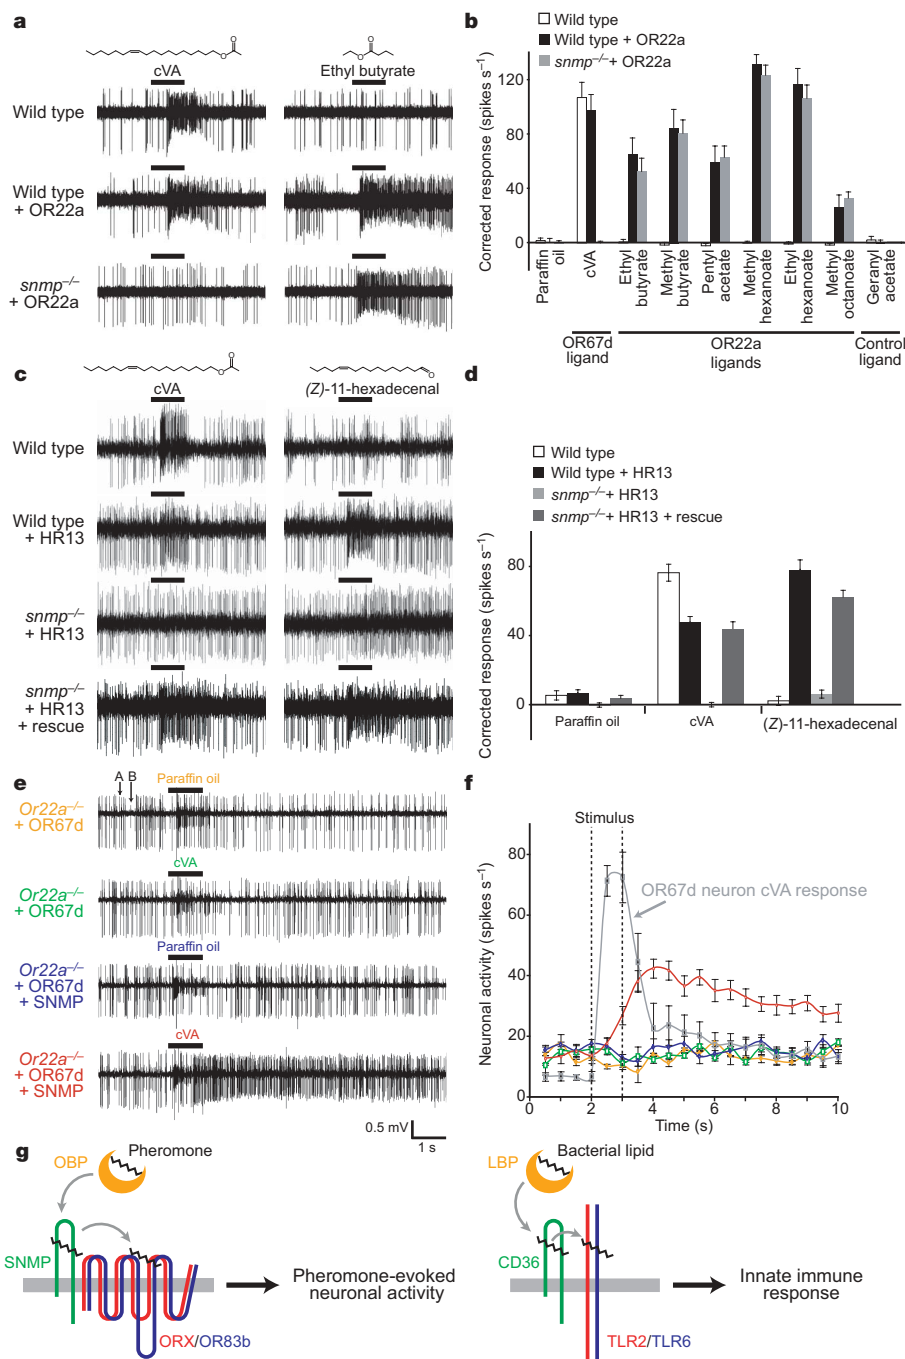 a
cVA
Ethyl butyrate
Wild type
Wild type
+ OR22a
snmp–/–
+ OR22a
b
Wild type
Wild type + OR22a
snmp–/– + OR22a
Corrected response (spikes s–1)
120
80
40
0
Paraffin
oil
cVA
Ethyl
butyrate
Methyl
butyrate
Pentyl
acetate
Methyl
hexanoate
Ethyl
hexanoate
Methyl
octanoate
Geranyl
acetate
OR67d
ligand
OR22a
ligands
Control
ligand
c
cVA
(Z)-11-hexadecenal
Wild type
Wild type
+ HR13
snmp–/–
+ HR13
snmp–/–
+ HR13
+ rescue
d
Wild type
Wild type + HR13
snmp–/– + HR13
snmp–/– + HR13 + rescue
Corrected response (spikes s–1)
80
40
0
Paraffin oil
cVA
(Z)-11-hexadecenal
e
A B
Paraffin oil
Or22a–/–
+ OR67d
cVA
Or22a–/–
+ OR67d
Paraffin oil
Or22a–/–
+ OR67d
+ SNMP
cVA
Or22a–/–
+ OR67d
+ SNMP
0.5 mV
1 s
f
Stimulus
OR67d neuron cVA response
Neuronal activity (spikes s–1)
80
60
40
20
0
0 2 4 6 8 10
Time (s)
g
OBP
Pheromone
SNMP
ORX/OR83b
Pheromone-evoked
neuronal activity
LBP
Bacterial lipid
CD36
TLR2/TLR6
Innate immune
response